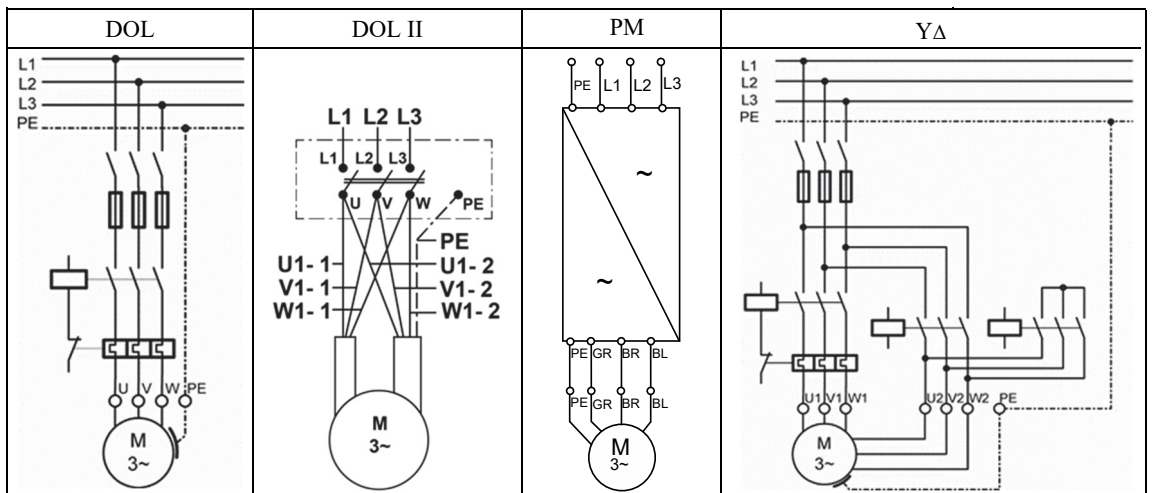 DOL
DOL II
PM
YΔ
L1
L2
L3
PE
U V W PE
M
3~
L1 L2 L3
L1 L2 L3
U V W PE
PE
U1- 1 U1- 2
V1- 1 V1- 2
W1- 1 W1- 2
M
3~
PE L1 L2 L3
~
~
PE GR BR BL
PE GR BR BL
M
3~
L1
L2
L3
PE
U1 V1 W1 U2 V2 W2 PE
M
3~